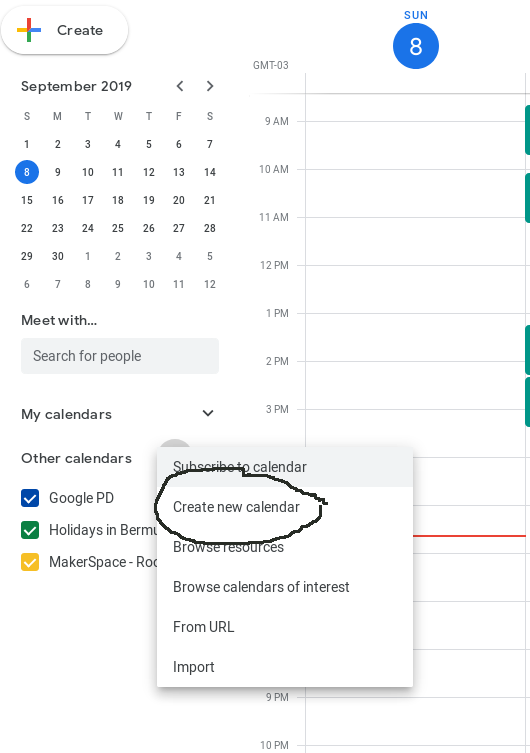 Create
SUN
8
GMT-03
September 2019
S M T W T F S
1 2 3 4 5 6 7
8 9 10 11 12 13 14
15 16 17 18 19 20 21
22 23 24 25 26 27 28
29 30 1 2 3 4 5
6 7 8 9 10 11 12
Meet with...
Search for people
My calendars
Other calendars
Google PD
Holidays in
MakerSpace -
Subscribe to calendar
Create new calendar
Browse resources
Browse calendars of interest
From URL
Import
9 AM
10 AM
11 AM
12 PM
1 PM
2 PM
3 PM
9 PM
10 PM